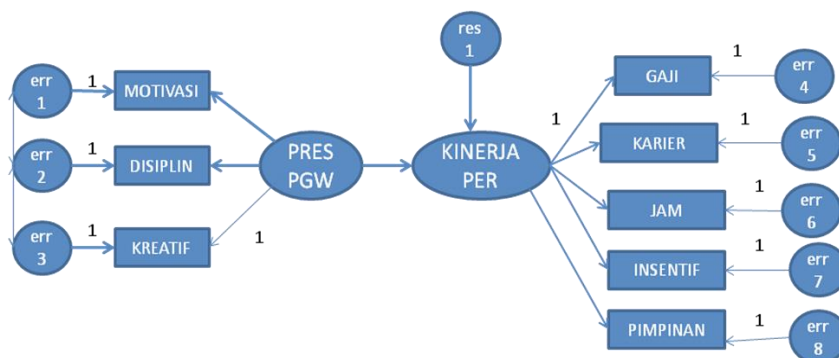 res
1
err
1
1
MOTIVASI
err
2
1
DISIPLIN
err
3
1
KREATIF
PRES
PGW
1
KINERJA
PER
1
GAJI
1
err
4
KARIER
1
err
5
JAM
1
err
6
INSENTIF
1
err
7
PIMPINAN
1
err
8